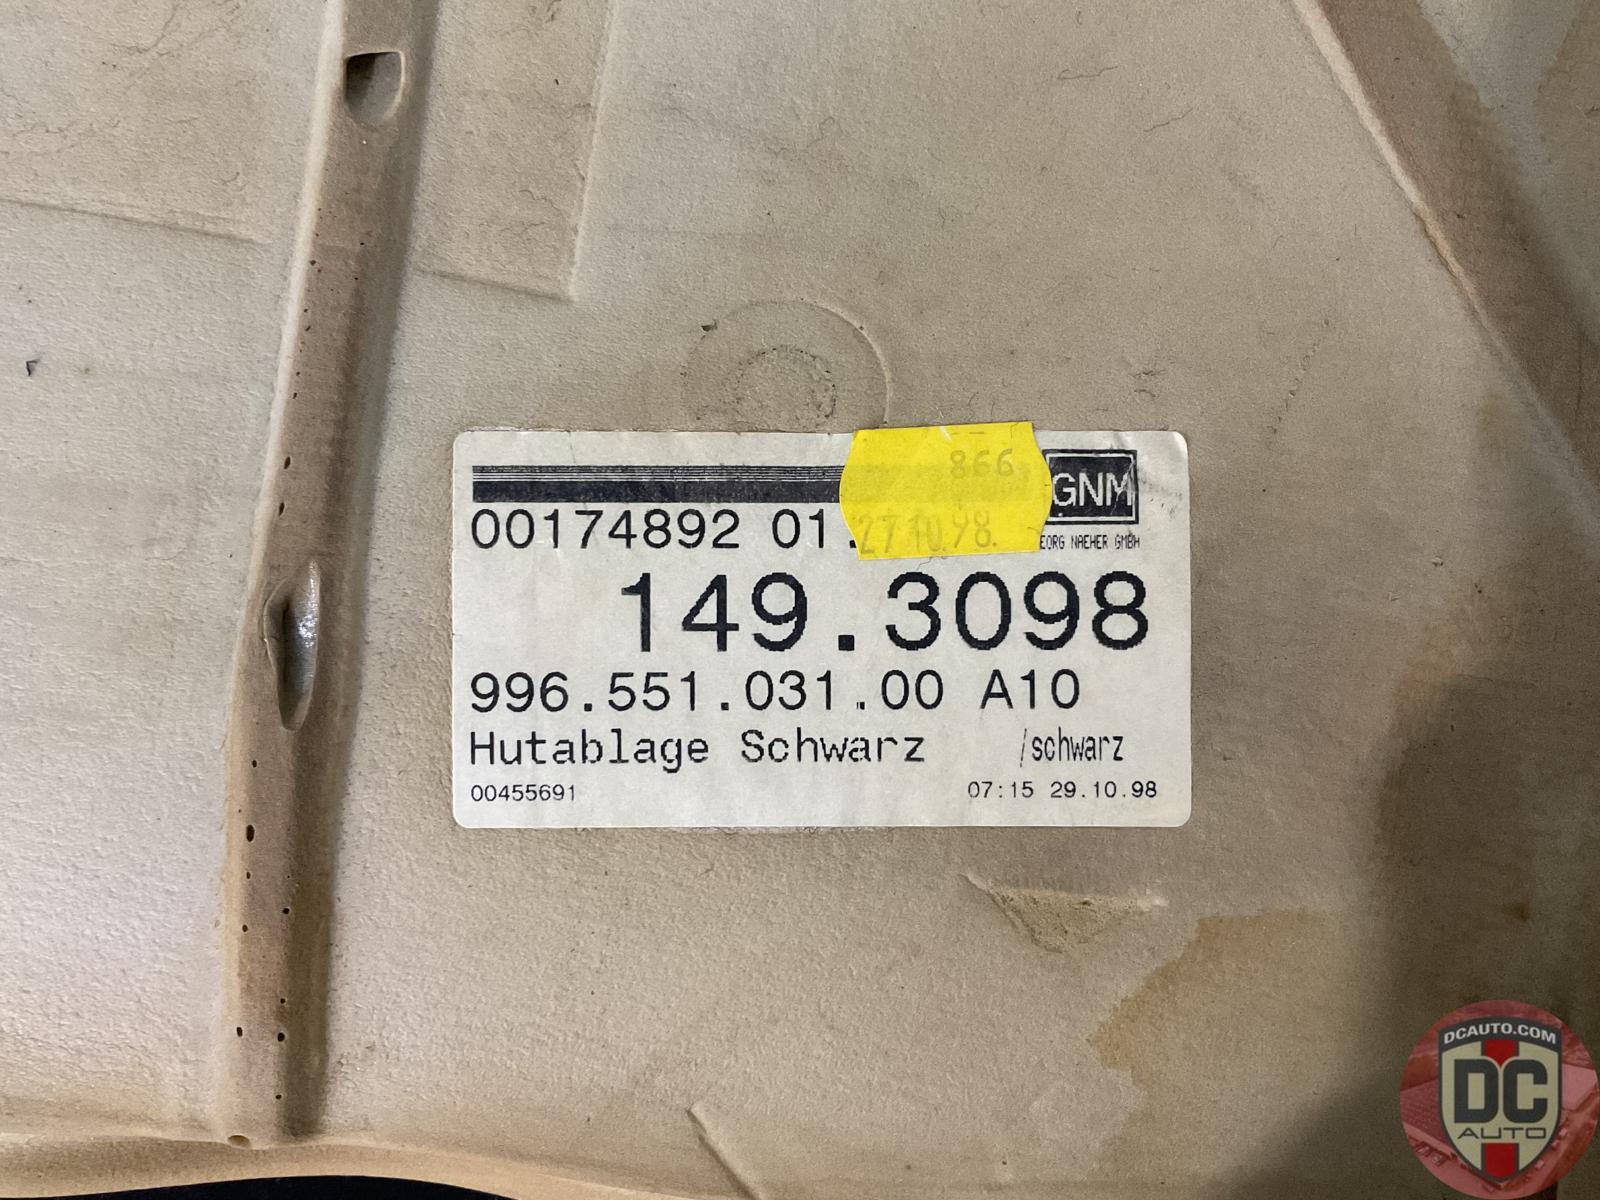 866
GNM
00174892 01.
27.10.98.
EORG NAEHER GMBH
149.3098
996.551.031.00 A10
Hutablage Schwarz /schwarz
00455691 07:15 29.10.98
DCAUTO.COM
DC
AUTO